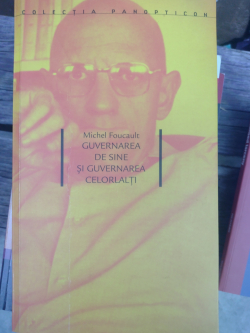 COLECȚIA PANOPTICON
Michel Foucault
GUVERNAREA
DE SINE
ȘI GUVERNAREA
CELORLALȚI